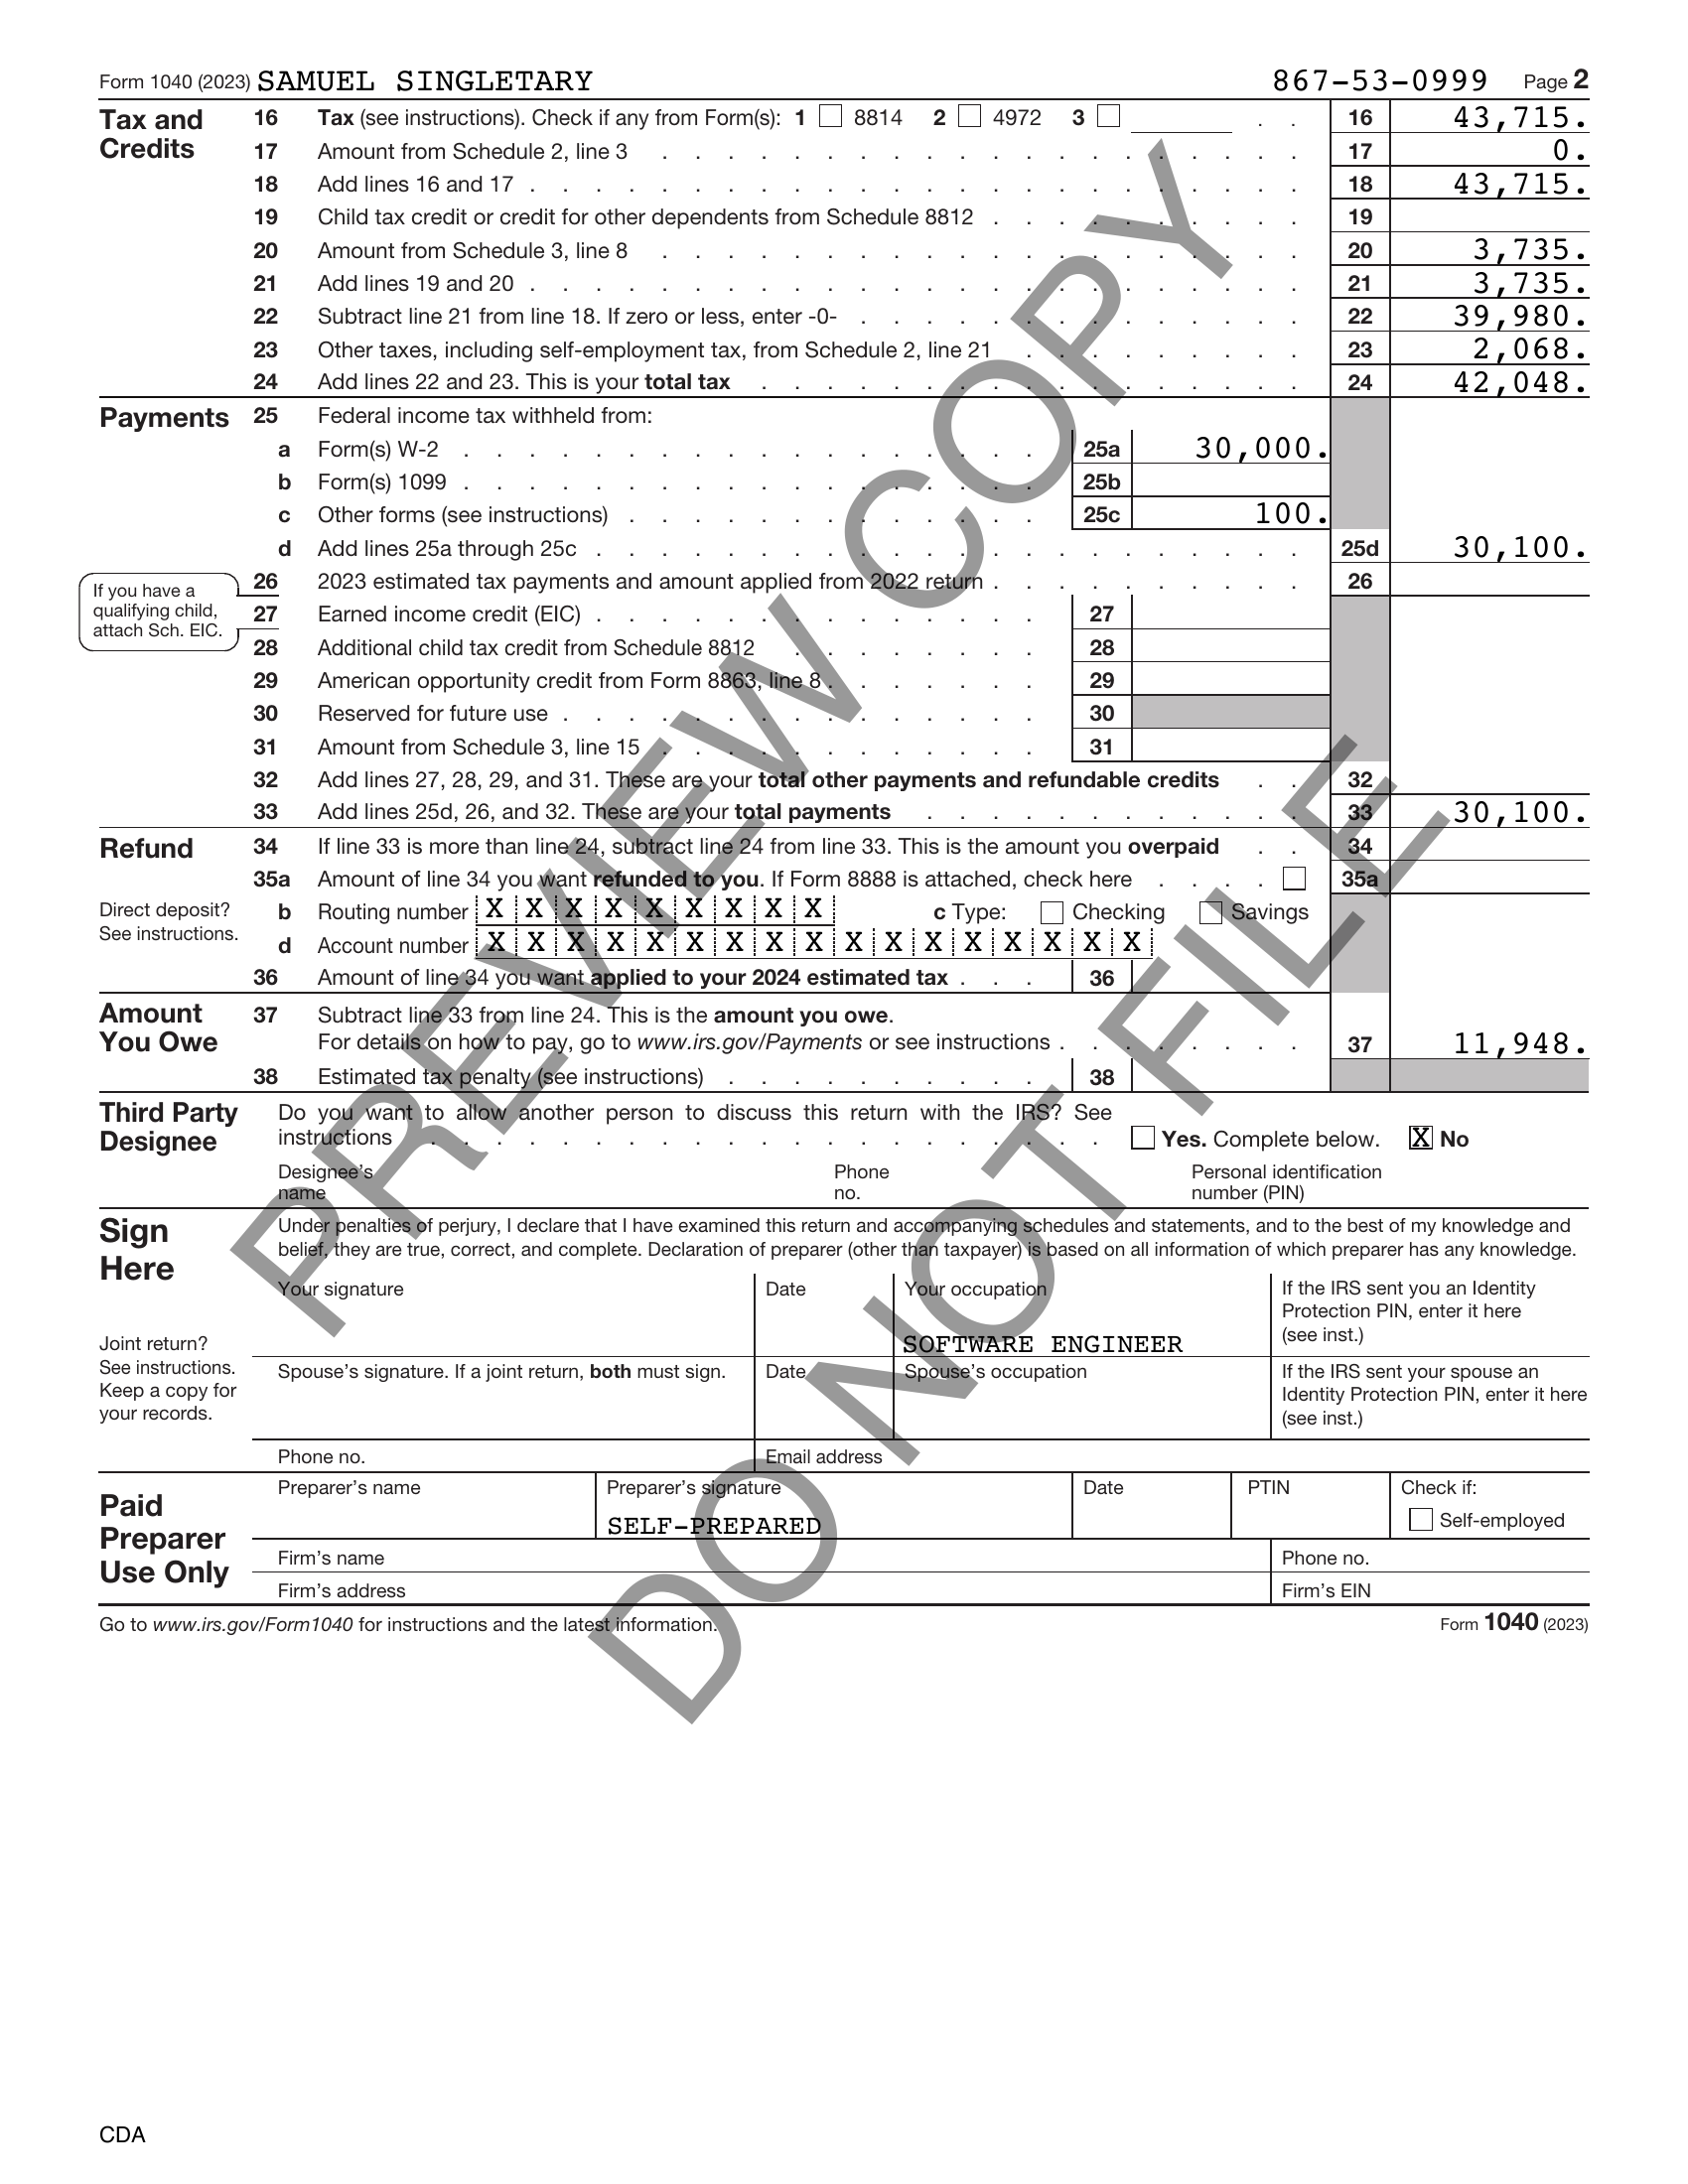 Form 1040 (2023) SAMUEL SINGLETARY 867-53-0999 Page 2
Tax and Credits
16 Tax (see instructions). Check if any from Form(s): 1 8814 2 4972 3 . . 16 43,715.
17 Amount from Schedule 2, line 3 17 0.
18 Add lines 16 and 17 18 43,715.
19 Child tax credit or credit for other dependents from Schedule 8812 19
20 Amount from Schedule 3, line 8 20 3,735.
21 Add lines 19 and 20 21 3,735.
22 Subtract line 21 from line 18. If zero or less, enter -0- 22 39,980.
23 Other taxes, including self-employment tax, from Schedule 2, line 21 23 2,068.
24 Add lines 22 and 23. This is your total tax 24 42,048.
Payments 25 Federal income tax withheld from:
a Form(s) W-2 25a 30,000.
b Form(s) 1099 25b
c Other forms (see instructions) 25c 100.
d Add lines 25a through 25c 25d 30,100.
If you have a
qualifying child,
attach Sch. EIC.
26 2023 estimated tax payments and amount applied from 2022 return 26
27 Earned income credit (EIC) 27
28 Additional child tax credit from Schedule 8812 28
29 American opportunity credit from Form 8863, line 8 29
30 Reserved for future use 30
31 Amount from Schedule 3, line 15 31
32 Add lines 27, 28, 29, and 31. These are your total other payments and refundable credits 32
33 Add lines 25d, 26, and 32. These are your total payments 33 30,100.
Refund 34 If line 33 is more than line 24, subtract line 24 from line 33. This is the amount you overpaid 34
35a Amount of line 34 you want refunded to you. If Form 8888 is attached, check here 35a
Direct deposit?
See instructions.
b Routing number X X X X X X X X X c Type: Checking Savings
d Account number X X X X X X X X X X X X X X X X X
36 Amount of line 34 you want applied to your 2024 estimated tax 36
Amount
You Owe
37 Subtract line 33 from line 24. This is the amount you owe.
For details on how to pay, go to www.irs.gov/Payments or see instructions 37 11,948.
38 Estimated tax penalty (see instructions) 38
Third Party
Designee
Do you want to allow another person to discuss this return with the IRS? See
instructions Yes. Complete below. X No
Designee's
name
Phone
no.
Personal identification
number (PIN)
Sign
Here
Under penalties of perjury, I declare that I have examined this return and accompanying schedules and statements, and to the best of my knowledge and
belief, they are true, correct, and complete. Declaration of preparer (other than taxpayer) is based on all information of which preparer has any knowledge.
Joint return?
See instructions.
Keep a copy for
your records.
Your signature
Date
Your occupation
SOFTWARE ENGINEER
If the IRS sent you an Identity
Protection PIN, enter it here
(see inst.)
Spouse's signature. If a joint return, both must sign.
Date
Spouse's occupation
If the IRS sent your spouse an
Identity Protection PIN, enter it here
(see inst.)
Phone no. Email address
Paid
Preparer
Use Only
Preparer's name
Preparer's signature
SELF-PREPARED
Date
PTIN
Check if:
Self-employed
Firm's name Phone no.
Firm's address Firm's EIN
Go to www.irs.gov/Form1040 for instructions and the latest information. Form 1040 (2023)
PREVIEW COPY
DO NOT FILE
CDA